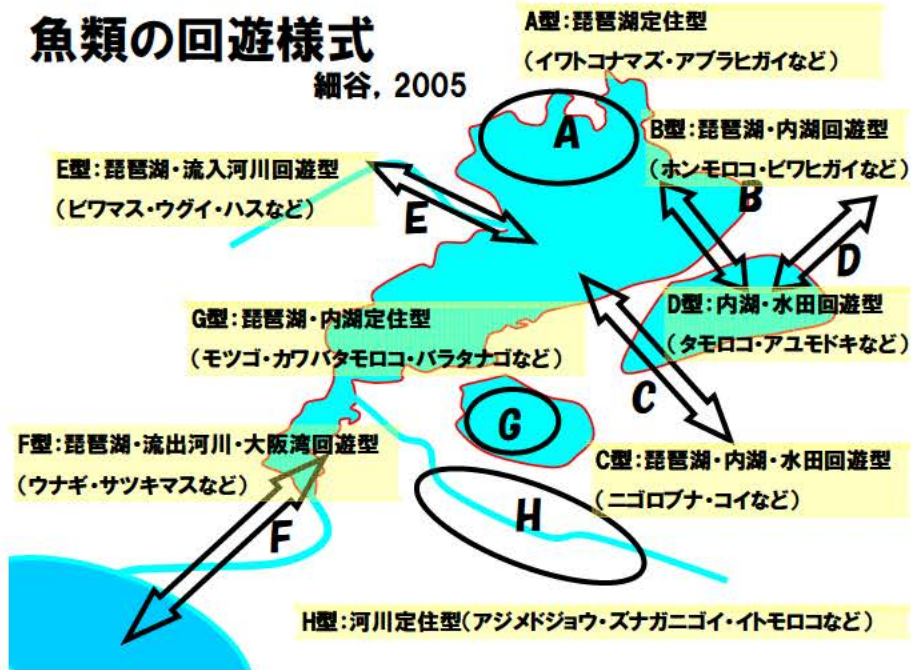 魚類の回遊様式
細谷, 2005
A型:琵琶湖定住型
(イワトコナマズ・アブラヒガイなど)
A
B型:琵琶湖・内湖回遊型
(ホンモロコ・ビワヒガイなど)
B
E型:琵琶湖・流入河川回遊型
(ビワマス・ウグイ・ハスなど)
E
D
D型:内湖・水田回遊型
(タモロコ・アユモドキなど)
G型:琵琶湖・内湖定住型
(モツゴ・カワバタモロコ・バラタナゴなど)
C
G
F型:琵琶湖・流出河川・大阪湾回遊型
(ウナギ・サツキマスなど)
C型:琵琶湖・内湖・水田回遊型
(ニゴロブナ・コイなど)
H
F
H型:河川定住型(アジメドジョウ・ズナガニゴイ・イトモロコなど)